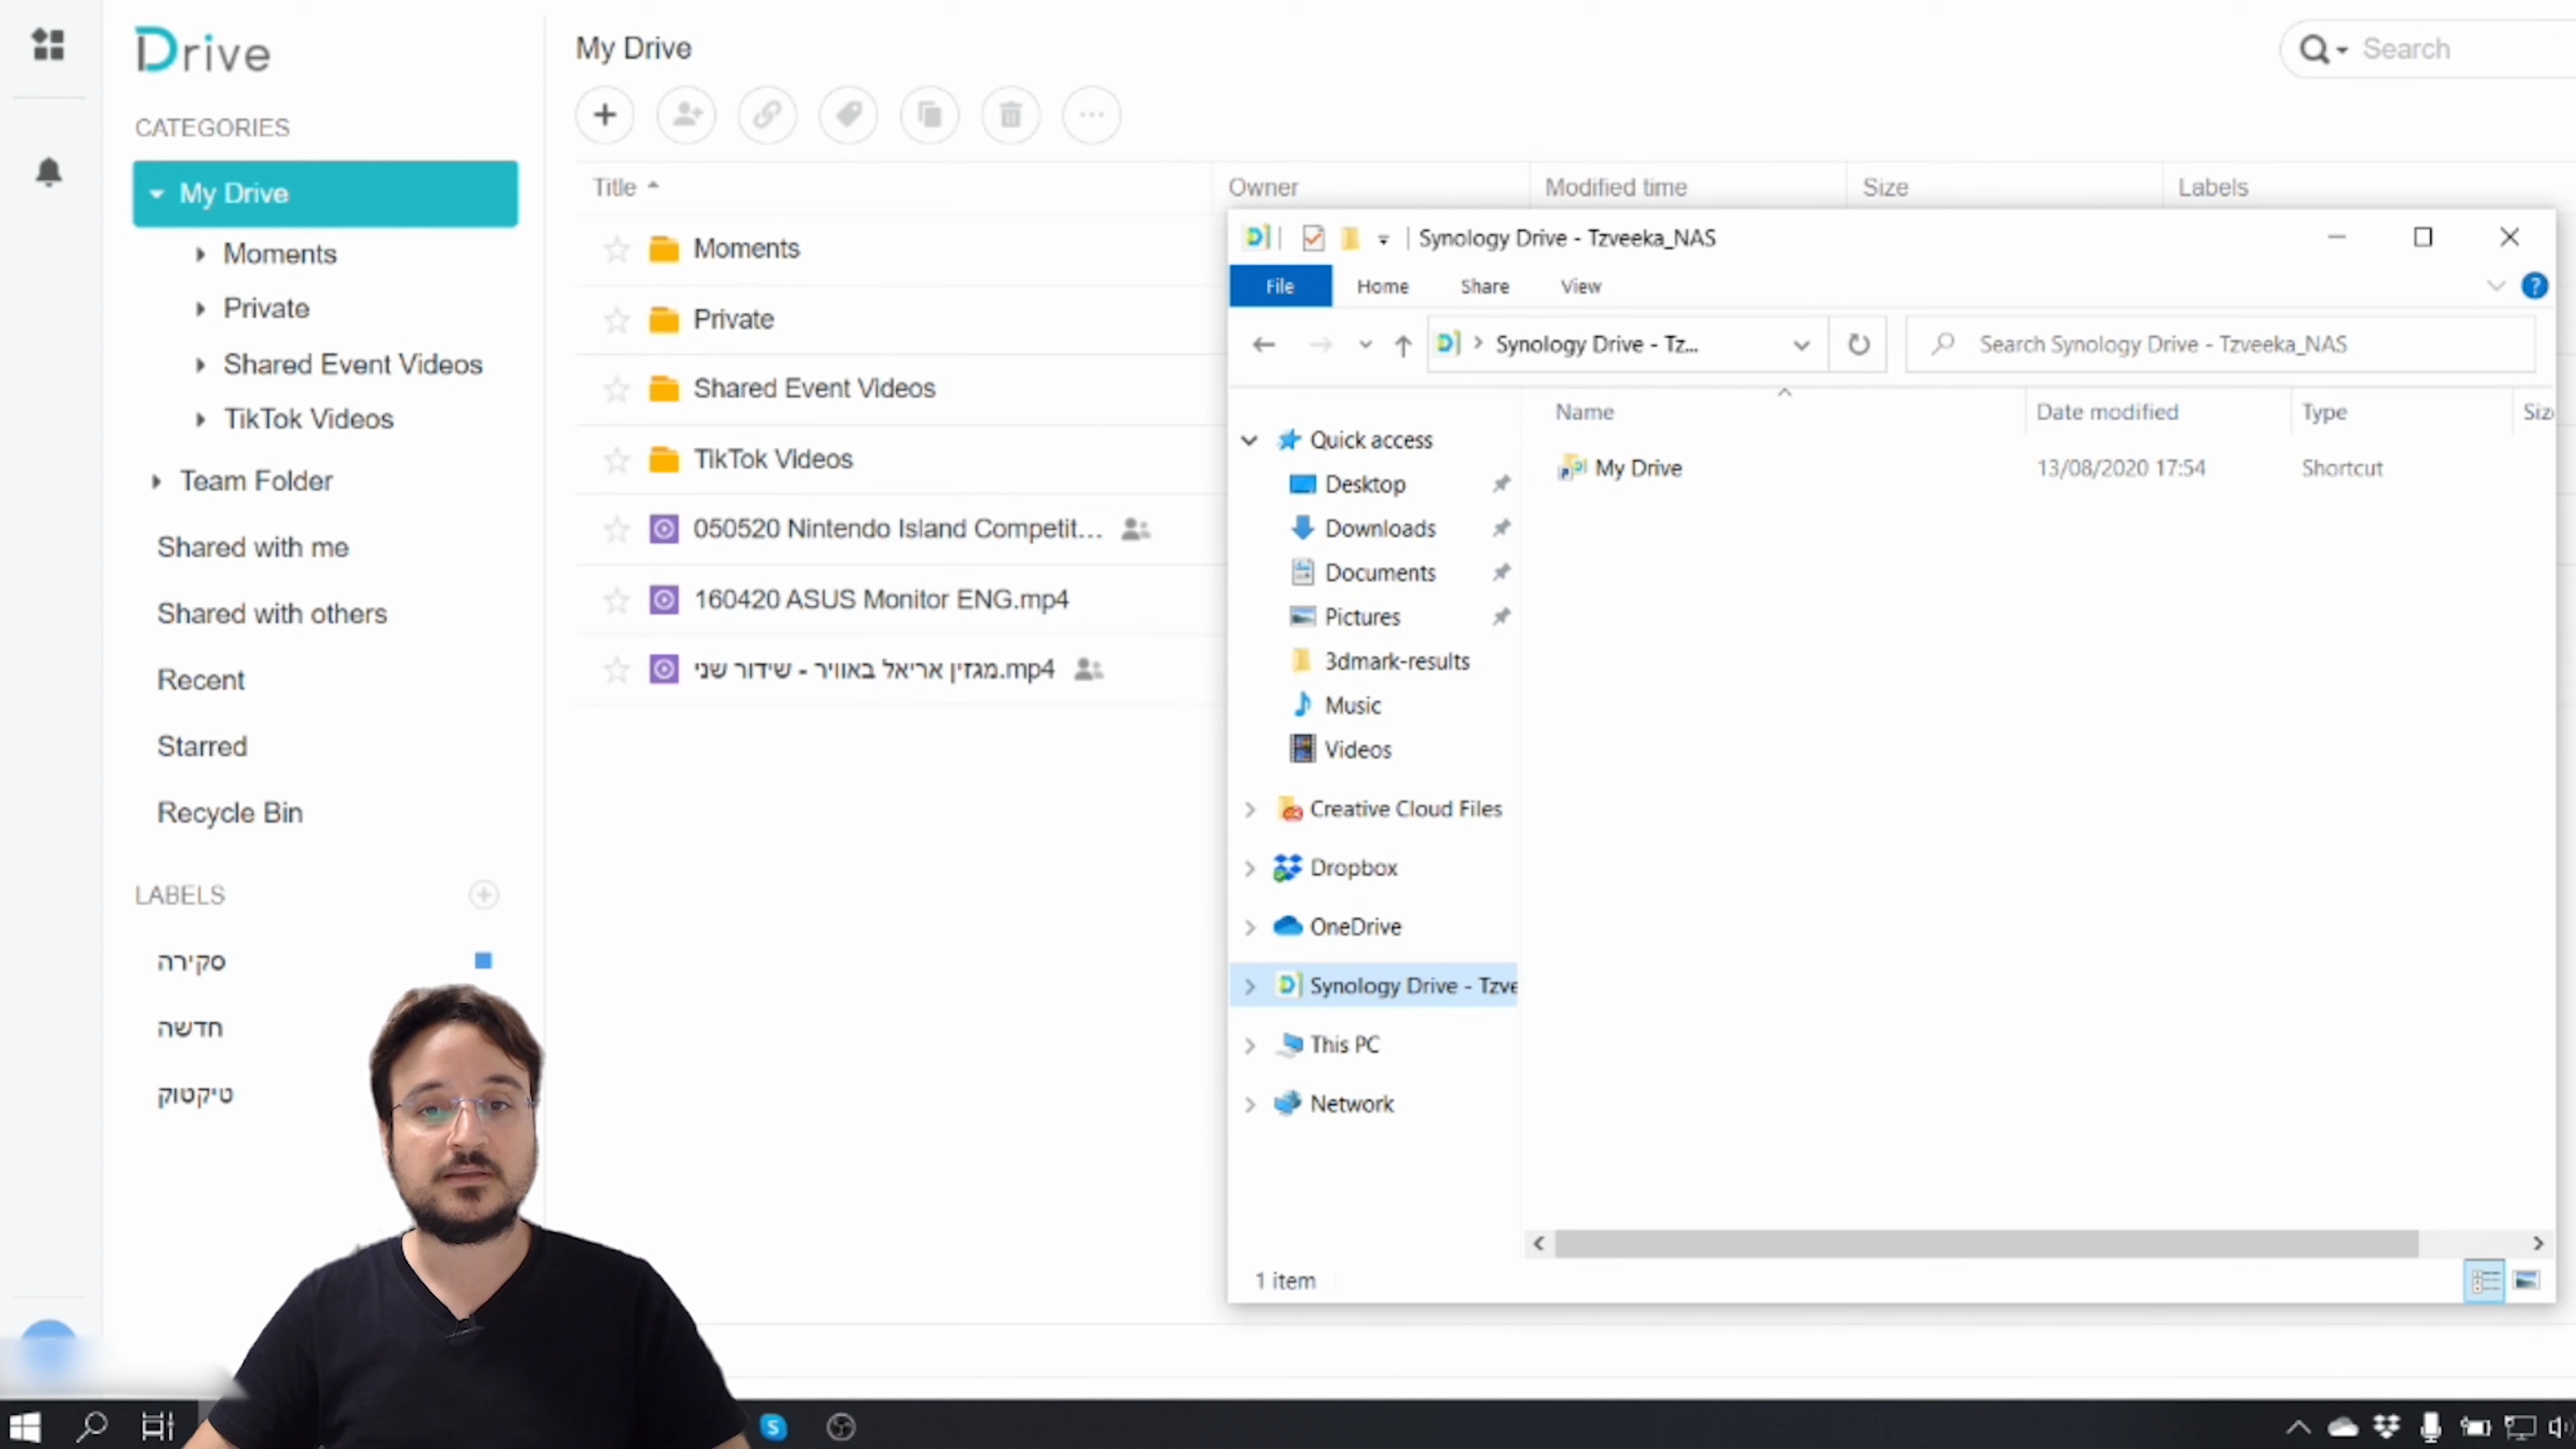 Drive
CATEGORIES
My Drive
Moments
Private
Shared Event Videos
TikTok Videos
Team Folder
Shared with me
Shared with others
Recent
Starred
Recycle Bin
LABELS
סקירה
חדשה
טיקטוק
My Drive
Search
Title
Owner
Modified time
Size
Labels
Moments
Private
Shared Event Videos
TikTok Videos
050520 Nintendo Island Competit...
160420 ASUS Monitor ENG.mp4
מגזין אריאל באוויר - שידור שני.mp4
Synology Drive - Tzveeka_NAS
File
Home
Share
View
?
Synology Drive - Tz...
Search Synology Drive - Tzveeka_NAS
Name
Date modified
Type
Siz
My Drive
13/08/2020 17:54
Shortcut
Quick access
Desktop
Downloads
Documents
Pictures
3dmark-results
Music
Videos
Creative Cloud Files
Dropbox
OneDrive
Synology Drive - Tzve
This PC
Network
1 item